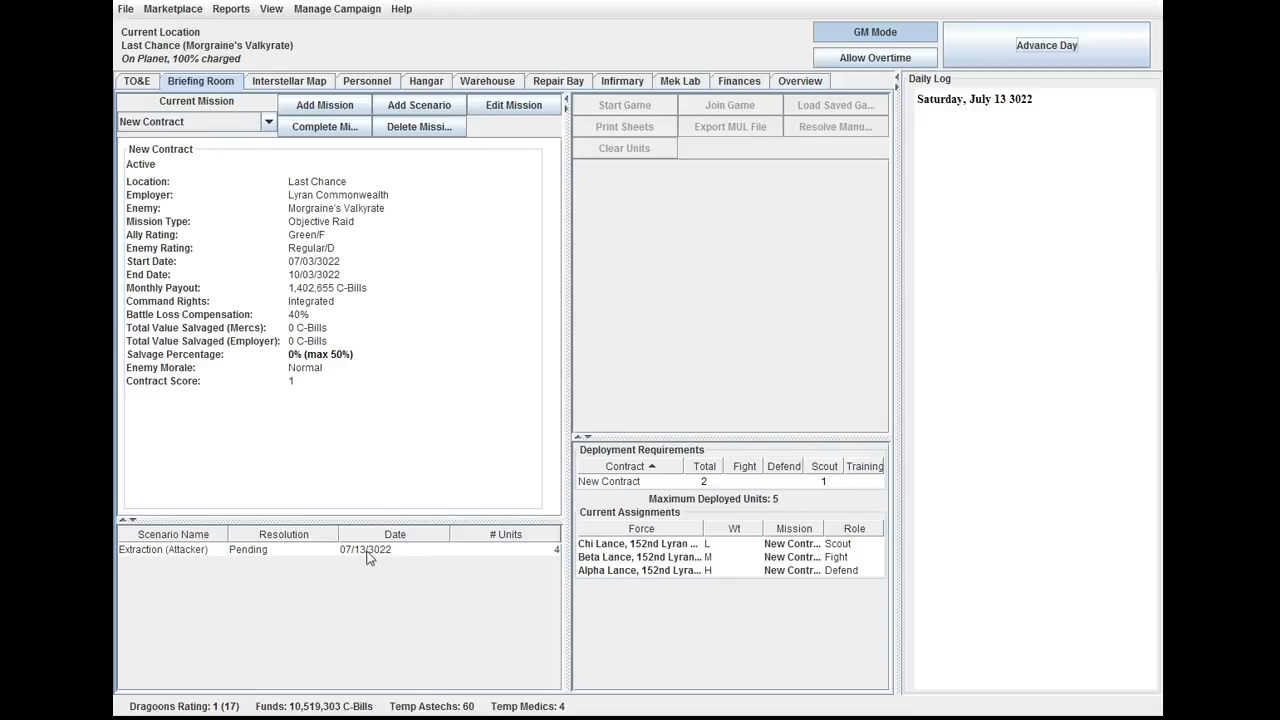 File Marketplace Reports View Manage Campaign Help
Current Location
Last Chance (Morgraine's Valkyrate)
On Planet, 100% charged
GM Mode
Allow Overtime
Advance Day
TO&E Briefing Room Interstellar Map Personnel Hangar Warehouse Repair Bay Infirmary Mek Lab Finances Overview
Current Mission
New Contract
Add Mission Add Scenario Edit Mission
Complete Mi... Delete Missi...
New Contract
Active
Location: Last Chance
Employer: Lyran Commonwealth
Enemy: Morgraine's Valkyrate
Mission Type: Objective Raid
Ally Rating: Green/F
Enemy Rating: Regular/D
Start Date: 07/03/3022
End Date: 10/03/3022
Monthly Payout: 1,402,655 C-Bills
Command Rights: Integrated
Battle Loss Compensation: 40%
Total Value Salvaged (Mercs): 0 C-Bills
Total Value Salvaged (Employer): 0 C-Bills
Salvage Percentage: 0% (max 50%)
Enemy Morale: Normal
Contract Score: 1
Scenario Name Resolution Date # Units
Extraction (Attacker) Pending 07/13/3022 4
Start Game Join Game Load Saved Ga...
Print Sheets Export MUL File Resolve Manu...
Clear Units
Deployment Requirements
Contract Total Fight Defend Scout Training
New Contract 2 1
Maximum Deployed Units: 5
Current Assignments
Force Wt Mission Role
Chi Lance, 152nd Lyran ... L New Contr... Scout
Beta Lance, 152nd Lyran... M New Contr... Fight
Alpha Lance, 152nd Lyra... H New Contr... Defend
Daily Log
Saturday, July 13 3022
Dragoons Rating: 1 (17) Funds: 10,519,303 C-Bills Temp Astechs: 60 Temp Medics: 4